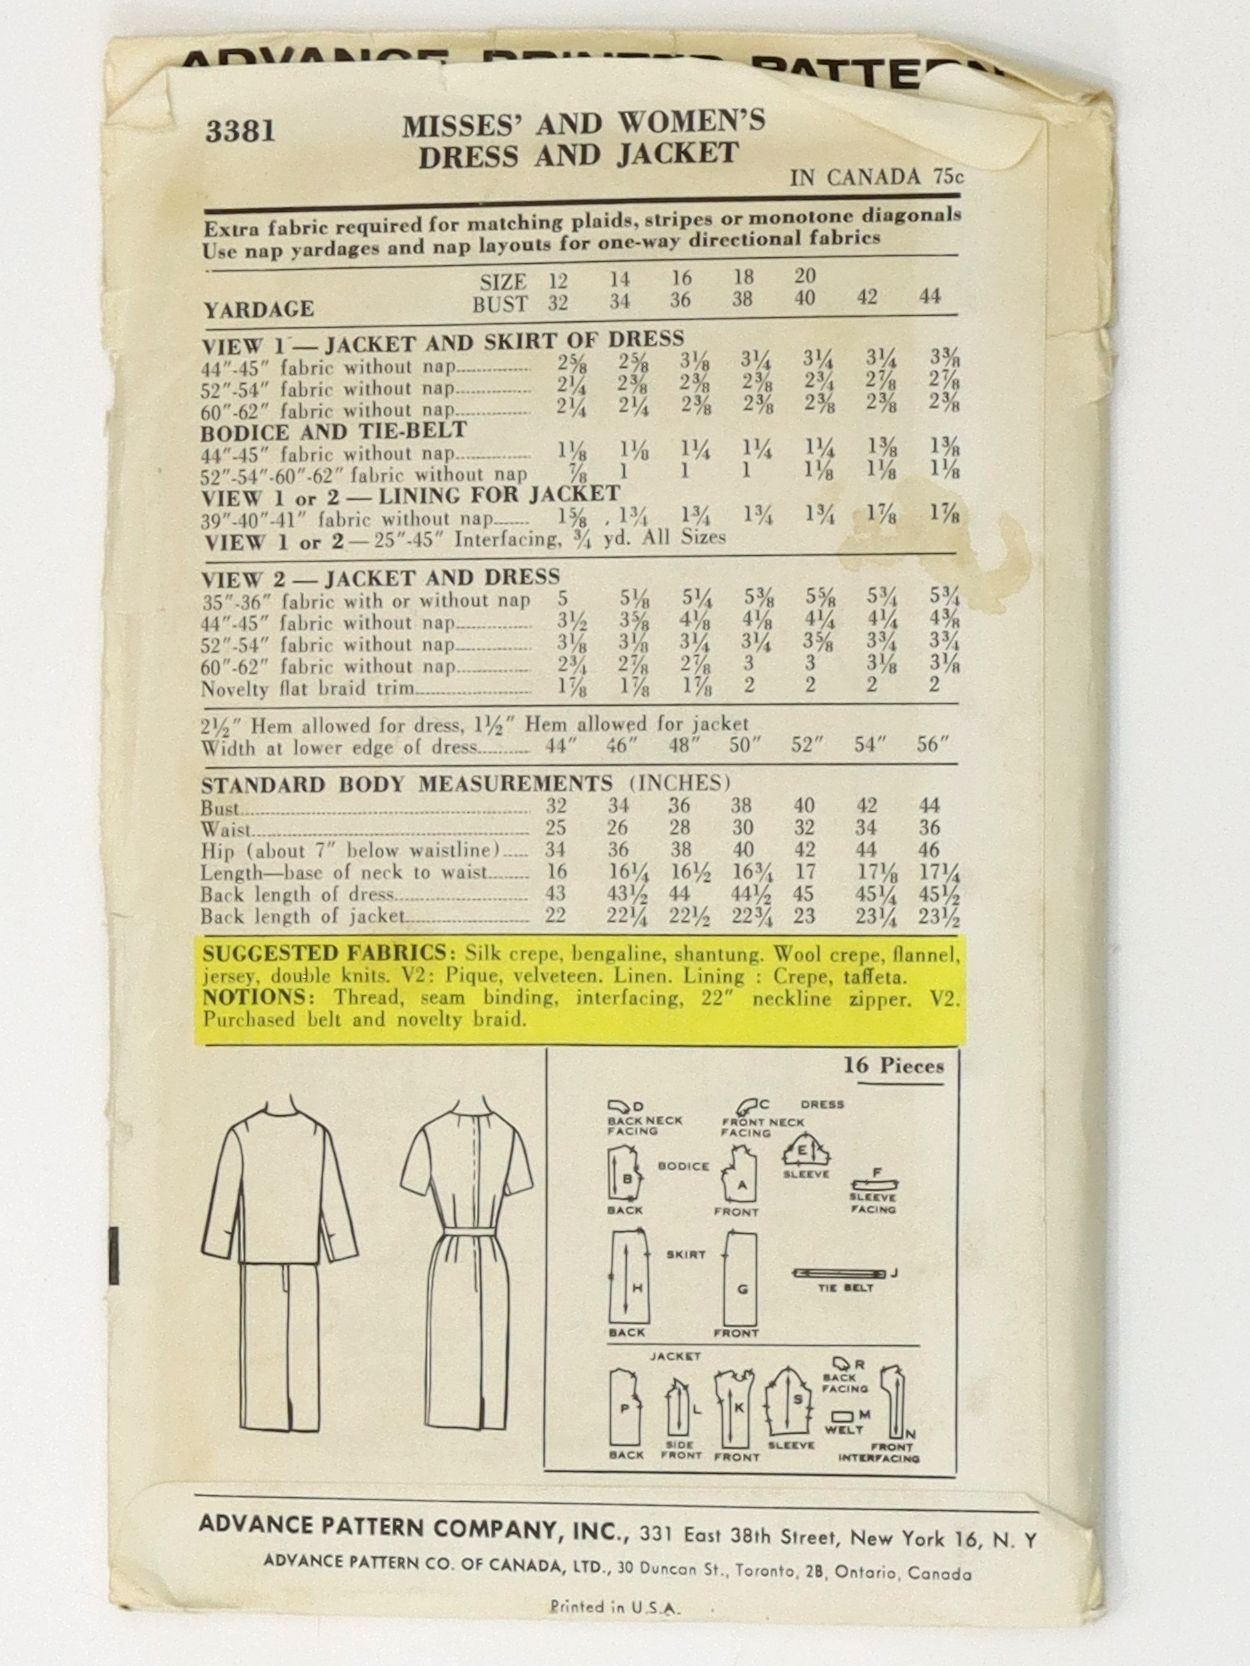 ADVANCE PRINTED PATTERN
3381 MISSES' AND WOMEN'S
DRESS AND JACKET
IN CANADA 75c
Extra fabric required for matching plaids, stripes or monotone diagonals
Use nap yardages and nap layouts for one-way directional fabrics
SIZE 12 14 16 18 20
YARDAGE BUST 32 34 36 38 40 42 44
VIEW 1 — JACKET AND SKIRT OF DRESS
44"-45" fabric without nap 2⅝ 2⅝ 3⅛ 3¼ 3¼ 3¼ 3⅜
52"-54" fabric without nap 2¼ 2⅜ 2⅜ 2⅜ 2¾ 2⅞ 2⅞
60"-62" fabric without nap 2¼ 2¼ 2⅜ 2⅜ 2⅜ 2⅜ 2⅜
BODICE AND TIE-BELT
44"-45" fabric without nap 1⅛ 1⅛ 1¼ 1¼ 1¼ 1⅜ 1⅜
52"-54"-60"-62" fabric without nap ⅞ 1 1 1 1⅛ 1⅛ 1⅛
VIEW 1 or 2 — LINING FOR JACKET
39"-40"-41" fabric without nap 1⅝ 1¾ 1¾ 1¾ 1¾ 1⅞ 1⅞
VIEW 1 or 2 — 25"-45" Interfacing, ¾ yd. All Sizes
VIEW 2 — JACKET AND DRESS
35"-36" fabric with or without nap 5 5⅛ 5¼ 5⅜ 5⅝ 5¾ 5¾
44"-45" fabric without nap 3½ 3⅝ 4⅛ 4⅛ 4¼ 4¼ 4⅜
52"-54" fabric without nap 3⅛ 3⅛ 3¼ 3¼ 3⅝ 3¾ 3¾
60"-62" fabric without nap 2¾ 2⅞ 2⅞ 3 3 3⅛ 3⅛
Novelty flat braid trim 1⅞ 1⅞ 1⅞ 2 2 2 2
2½" Hem allowed for dress, 1½" Hem allowed for jacket
Width at lower edge of dress 44" 46" 48" 50" 52" 54" 56"
STANDARD BODY MEASUREMENTS (INCHES)
Bust 32 34 36 38 40 42 44
Waist 25 26 28 30 32 34 36
Hip (about 7" below waistline) 34 36 38 40 42 44 46
Length—base of neck to waist 16 16¼ 16½ 16¾ 17 17⅛ 17¼
Back length of dress 43 43½ 44 44½ 45 45¼ 45½
Back length of jacket 22 22¼ 22½ 22¾ 23 23¼ 23½
SUGGESTED FABRICS: Silk crepe, bengaline, shantung. Wool crepe, flannel,
jersey, double knits. V2: Pique, velveteen. Linen. Lining : Crepe, taffeta.
NOTIONS: Thread, seam binding, interfacing, 22" neckline zipper. V2.
Purchased belt and novelty braid.
16 Pieces
D C DRESS
BACK NECK FACING
FRONT NECK FACING
B BODICE A E F
SLEEVE
SLEEVE FACING
BACK FRONT
H SKIRT G J
TIE BELT
BACK FRONT
JACKET
R
BACK FACING
P L K S M N
WELT
BACK SIDE FRONT FRONT SLEEVE FRONT INTERFACING
ADVANCE PATTERN COMPANY, INC., 331 East 38th Street, New York 16, N. Y
ADVANCE PATTERN CO. OF CANADA, LTD., 30 Duncan St., Toronto, 2B, Ontario, Canada
Printed in U.S.A.